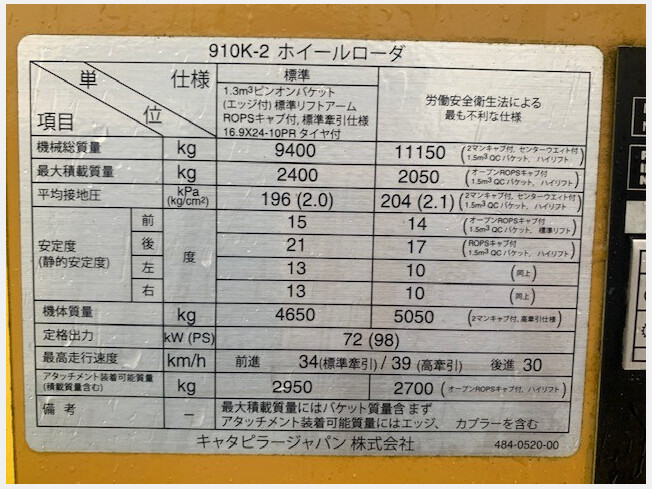 910K-2 ホイールローダ
単位 仕様
項目
標準
1.3m³ピンオンバケット
(エッジ付) 標準リフトアーム
ROPSキャブ付, 標準牽引仕様
16.9X24-10PR タイヤ付
労働安全衛生法による
最も不利な仕様
機械総質量 kg 9400 11150 (2マンキャブ付, センターウエイト付 1.5m³ QC バケット, ハイリフト)
最大積載質量 kg 2400 2050 (オープンROPSキャブ付 1.5m³ QC バケット, ハイリフト)
平均接地圧 kPa (kg/cm²) 196 (2.0) 204 (2.1) (2マンキャブ付, センターウエイト付 1.5m³ QC バケット, ハイリフト)
安定度 (静的安定度) 度
前 15 14 (オープンROPSキャブ付 1.5m³ QC バケット, 標準リフト)
後 21 17 (ROPSキャブ付 1.5m³ QC バケット, ハイリフト)
左 13 10 (同上)
右 13 10 (同上)
機体質量 kg 4650 5050 (2マンキャブ付, 高牽引仕様)
定格出力 kW (PS) 72 (98)
最高走行速度 km/h 前進 34(標準牽引) / 39 (高牽引) 後進 30
アタッチメント装着可能質量 (積載質量含む) kg 2950 2700 (オープンROPSキャブ付, ハイリフト)
備考 – 最大積載質量にはバケット質量含 まず
アタッチメント装着可能質量にはエッジ、 カプラーを含む
キャタピラージャパン 株式会社 484-0520-00